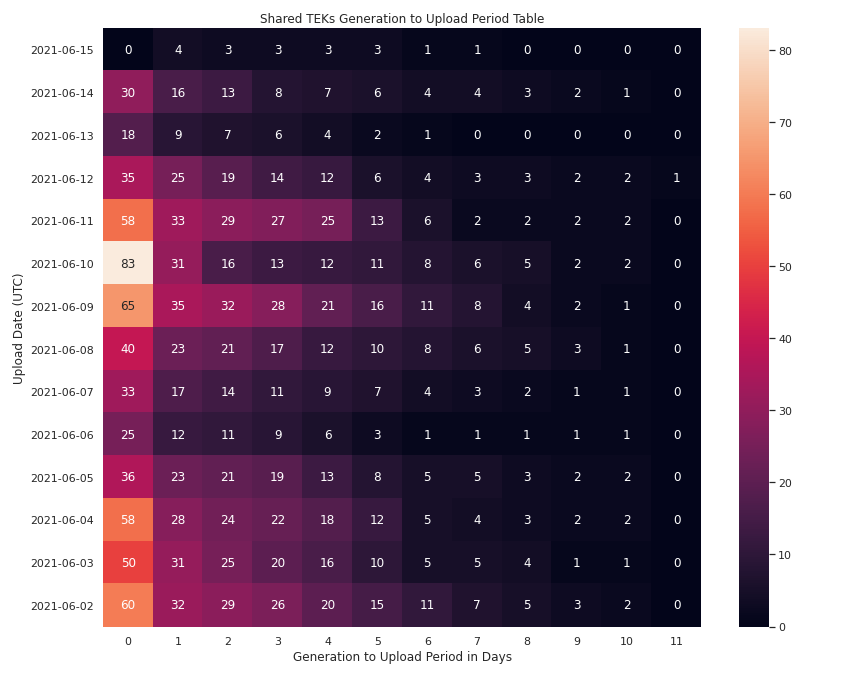 Shared TEKs Generation to Upload Period Table
Upload Date (UTC)
2021-06-15 0 4 3 3 3 3 1 1 0 0 0 0
2021-06-14 30 16 13 8 7 6 4 4 3 2 1 0
2021-06-13 18 9 7 6 4 2 1 0 0 0 0 0
2021-06-12 35 25 19 14 12 6 4 3 3 2 2 1
2021-06-11 58 33 29 27 25 13 6 2 2 2 2 0
2021-06-10 83 31 16 13 12 11 8 6 5 2 2 0
2021-06-09 65 35 32 28 21 16 11 8 4 2 1 0
2021-06-08 40 23 21 17 12 10 8 6 5 3 1 0
2021-06-07 33 17 14 11 9 7 4 3 2 1 1 0
2021-06-06 25 12 11 9 6 3 1 1 1 1 1 0
2021-06-05 36 23 21 19 13 8 5 5 3 2 2 0
2021-06-04 58 28 24 22 18 12 5 4 3 2 2 0
2021-06-03 50 31 25 20 16 10 5 5 4 1 1 0
2021-06-02 60 32 29 26 20 15 11 7 5 3 2 0
0 1 2 3 4 5 6 7 8 9 10 11
Generation to Upload Period in Days
80
70
60
50
40
30
20
10
0